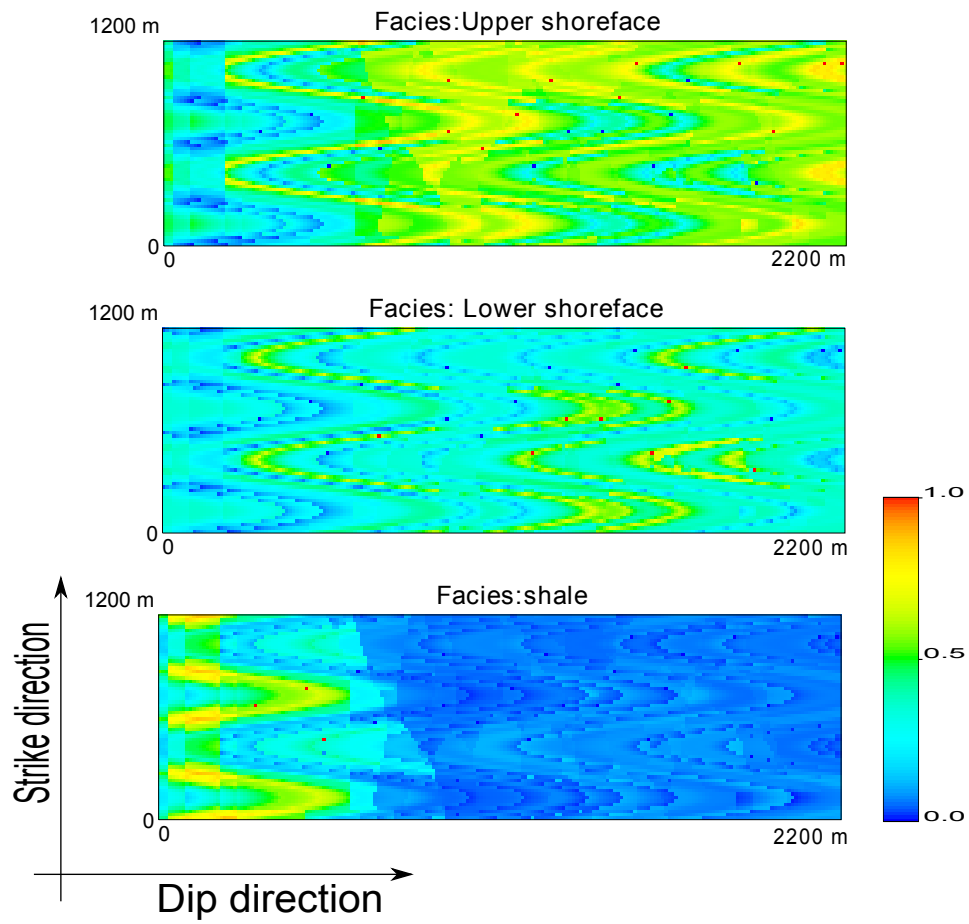 Facies:Upper shoreface
1200 m
0
0
2200 m
Facies: Lower shoreface
1200 m
0
0
2200 m
1.0
0.5
0.0
Facies:shale
1200 m
0
0
2200 m
Strike direction
Dip direction